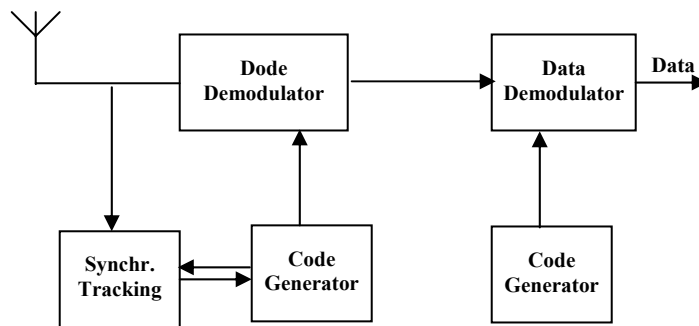 Dode
Demodulator
Data
Demodulator
Data
Synchr.
Tracking
Code
Generator
Code
Generator